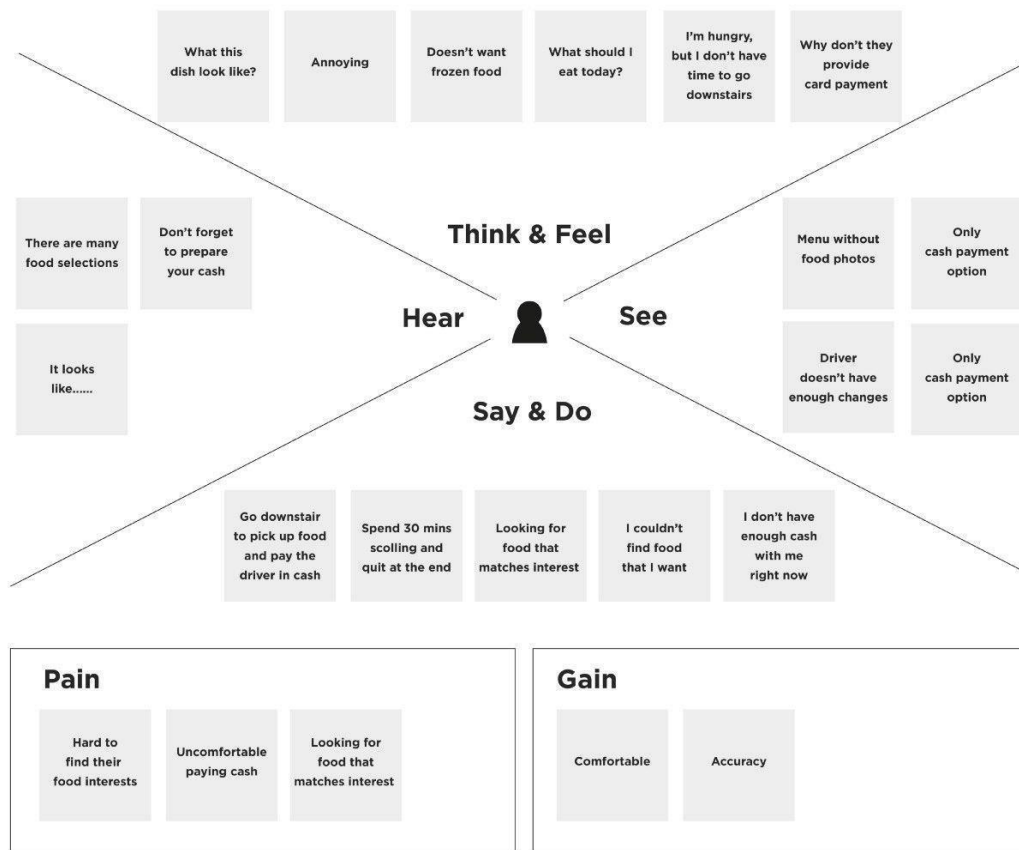 What this
dish look like?
Annoying
Doesn't want
frozen food
What should I
eat today?
I'm hungry,
but I don't have
time to go
downstairs
Why don't they
provide
card payment
Think & Feel
There are many
food selections
Don't forget
to prepare
your cash
It looks
like......
Hear
See
Menu without
food photos
Only
cash payment
option
Driver
doesn't have
enough changes
Only
cash payment
option
Say & Do
Go downstair
to pick up food
and pay the
driver in cash
Spend 30 mins
scolling and
quit at the end
Looking for
food that
matches interest
I couldn't
find food
that I want
I don't have
enough cash
with me
right now
Pain
Hard to
find their
food interests
Uncomfortable
paying cash
Looking for
food that
matches interest
Gain
Comfortable
Accuracy